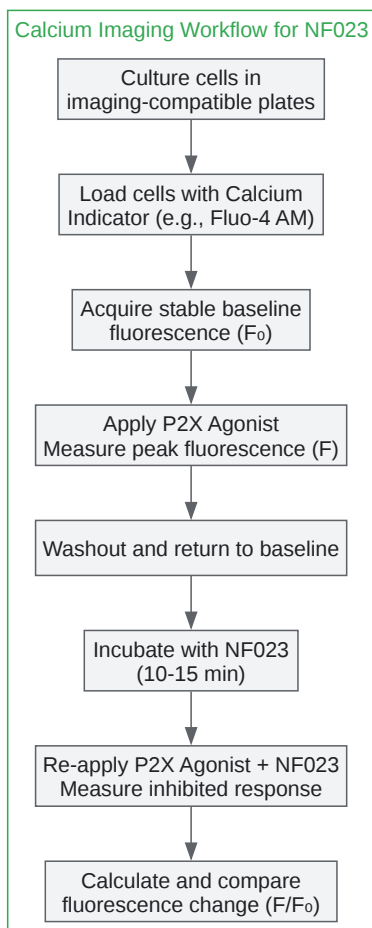 Calcium Imaging Workflow for NF023
Culture cells in
imaging-compatible plates
Load cells with Calcium
Indicator (e.g., Fluo-4 AM)
Acquire stable baseline
fluorescence (F₀)
Apply P2X Agonist
Measure peak fluorescence (F)
Washout and return to baseline
Incubate with NF023
(10-15 min)
Re-apply P2X Agonist + NF023
Measure inhibited response
Calculate and compare
fluorescence change (F/F₀)